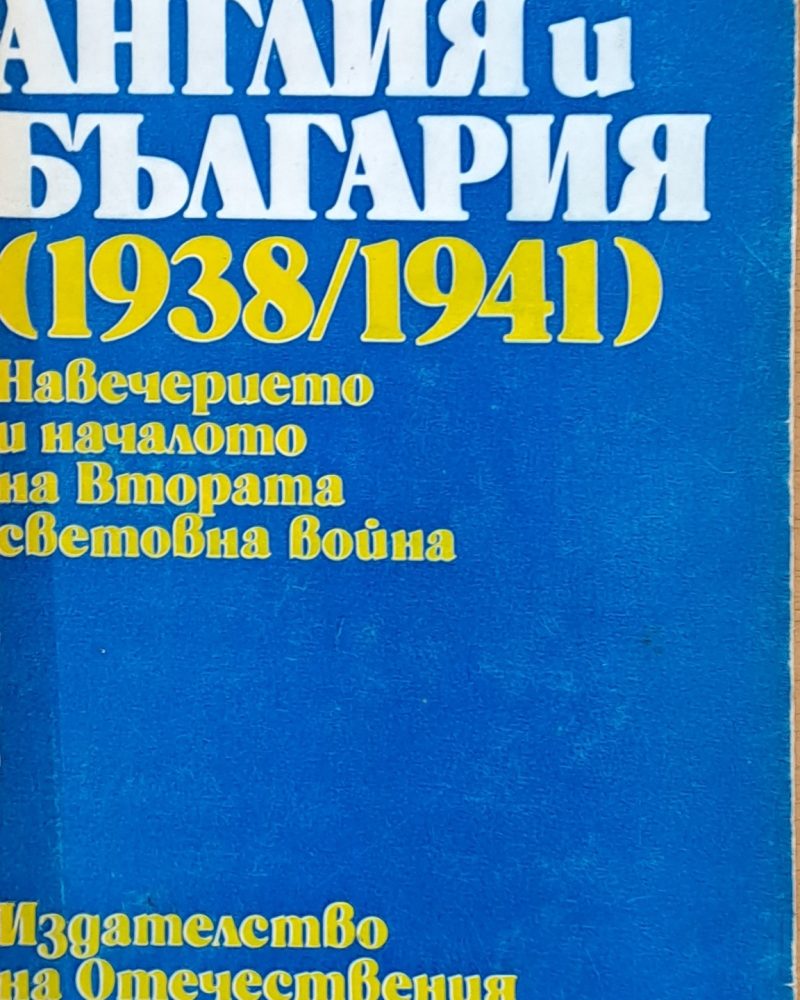 АНГЛИЯ и
БЪЛГАРИЯ
(1938/1941)
Навечерието
и началото
на Втората
световна война
Издателство
на Отечествения